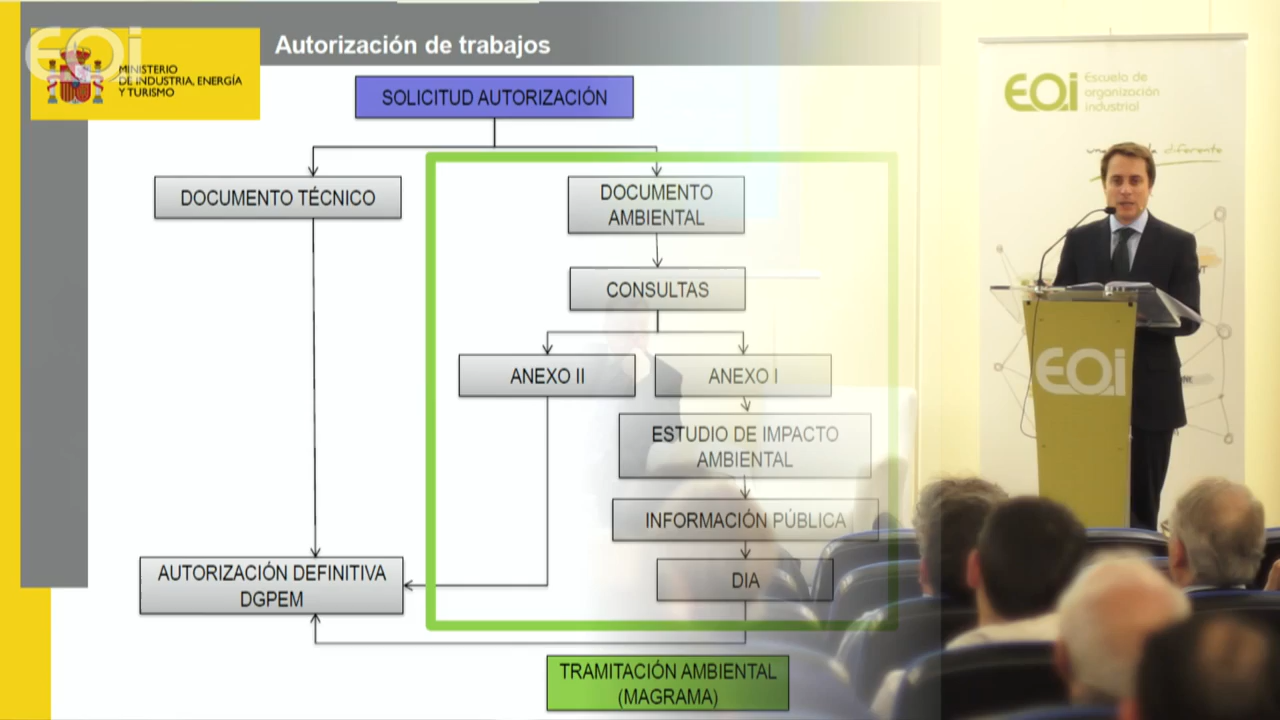 EOi
MINISTERIO
DE INDUSTRIA, ENERGÍA
Y TURISMO
Autorización de trabajos
SOLICITUD AUTORIZACIÓN
DOCUMENTO TÉCNICO
DOCUMENTO
AMBIENTAL
CONSULTAS
ANEXO II
ANEXO I
ESTUDIO DE IMPACTO
AMBIENTAL
INFORMACIÓN PÚBLICA
DIA
AUTORIZACIÓN DEFINITIVA
DGPEM
TRAMITACIÓN AMBIENTAL
(MAGRAMA)
EOi
Escuela de
organización
industrial
diferente
EOi